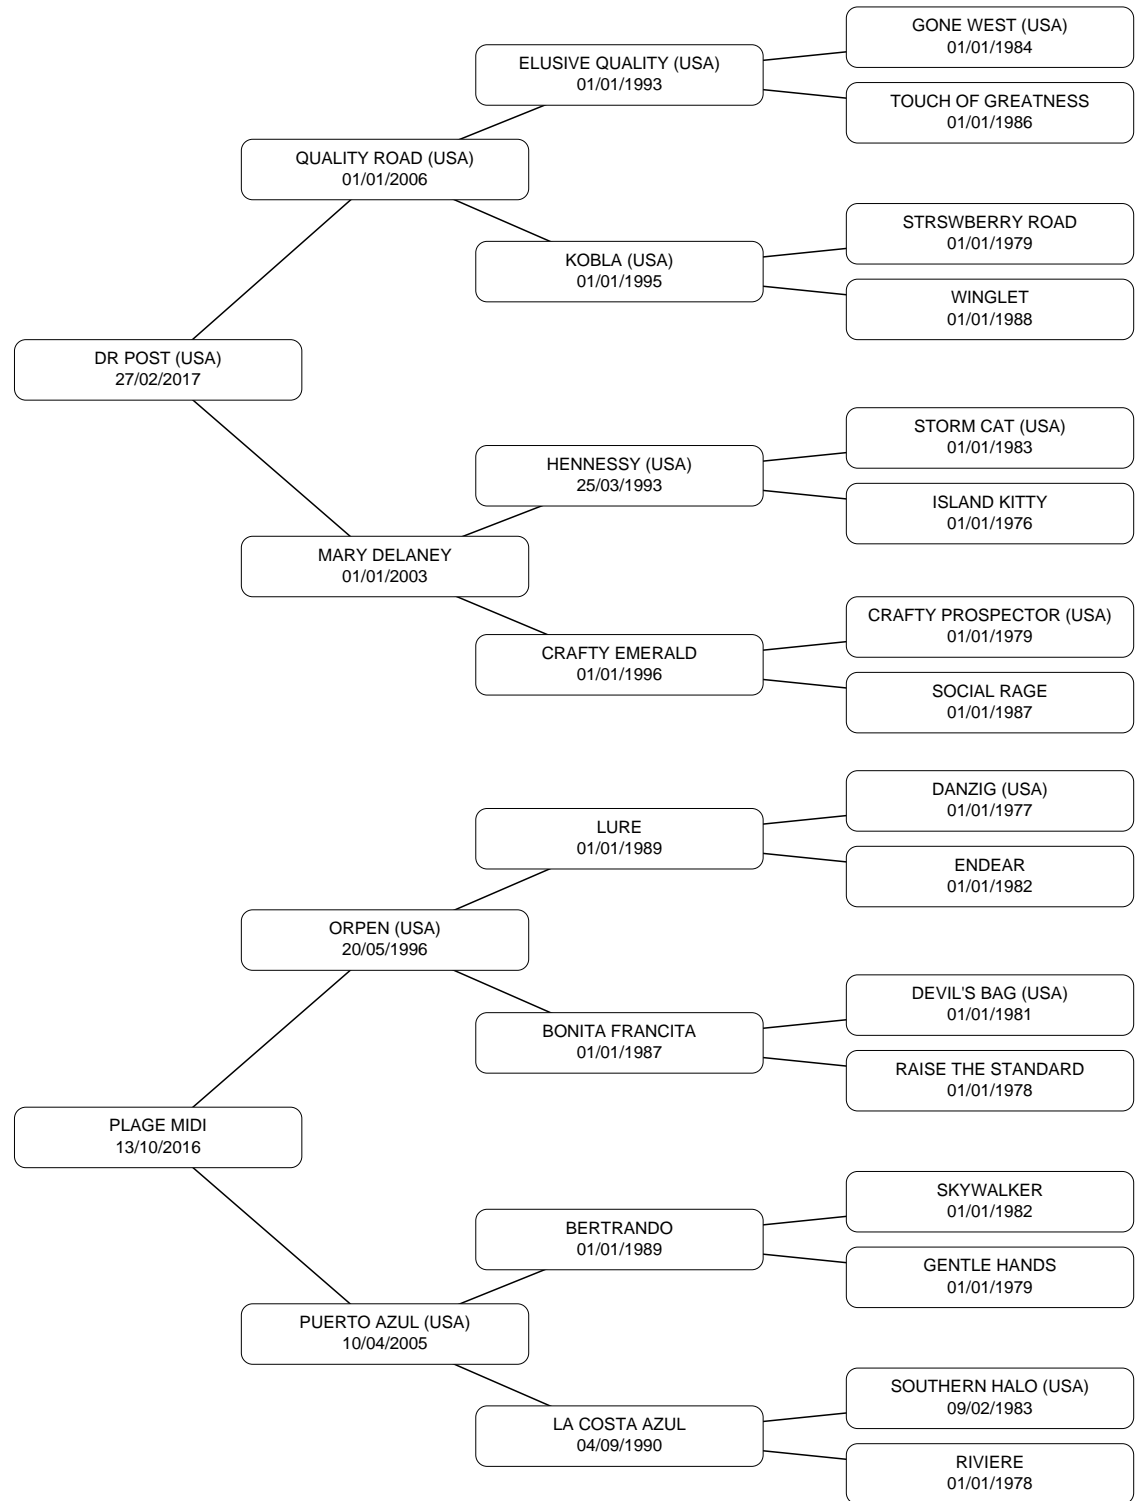 GONE WEST (USA)
01/01/1984
ELUSIVE QUALITY (USA)
01/01/1993
TOUCH OF GREATNESS
01/01/1986
QUALITY ROAD (USA)
01/01/2006
STRSWBERRY ROAD
01/01/1979
KOBLA (USA)
01/01/1995
WINGLET
01/01/1988
DR POST (USA)
27/02/2017
STORM CAT (USA)
01/01/1983
HENNESSY (USA)
25/03/1993
ISLAND KITTY
01/01/1976
MARY DELANEY
01/01/2003
CRAFTY PROSPECTOR (USA)
01/01/1979
CRAFTY EMERALD
01/01/1996
SOCIAL RAGE
01/01/1987
DANZIG (USA)
01/01/1977
LURE
01/01/1989
ENDEAR
01/01/1982
ORPEN (USA)
20/05/1996
DEVIL'S BAG (USA)
01/01/1981
BONITA FRANCITA
01/01/1987
RAISE THE STANDARD
01/01/1978
PLAGE MIDI
13/10/2016
SKYWALKER
01/01/1982
BERTRANDO
01/01/1989
GENTLE HANDS
01/01/1979
PUERTO AZUL (USA)
10/04/2005
SOUTHERN HALO (USA)
09/02/1983
LA COSTA AZUL
04/09/1990
RIVIERE
01/01/1978